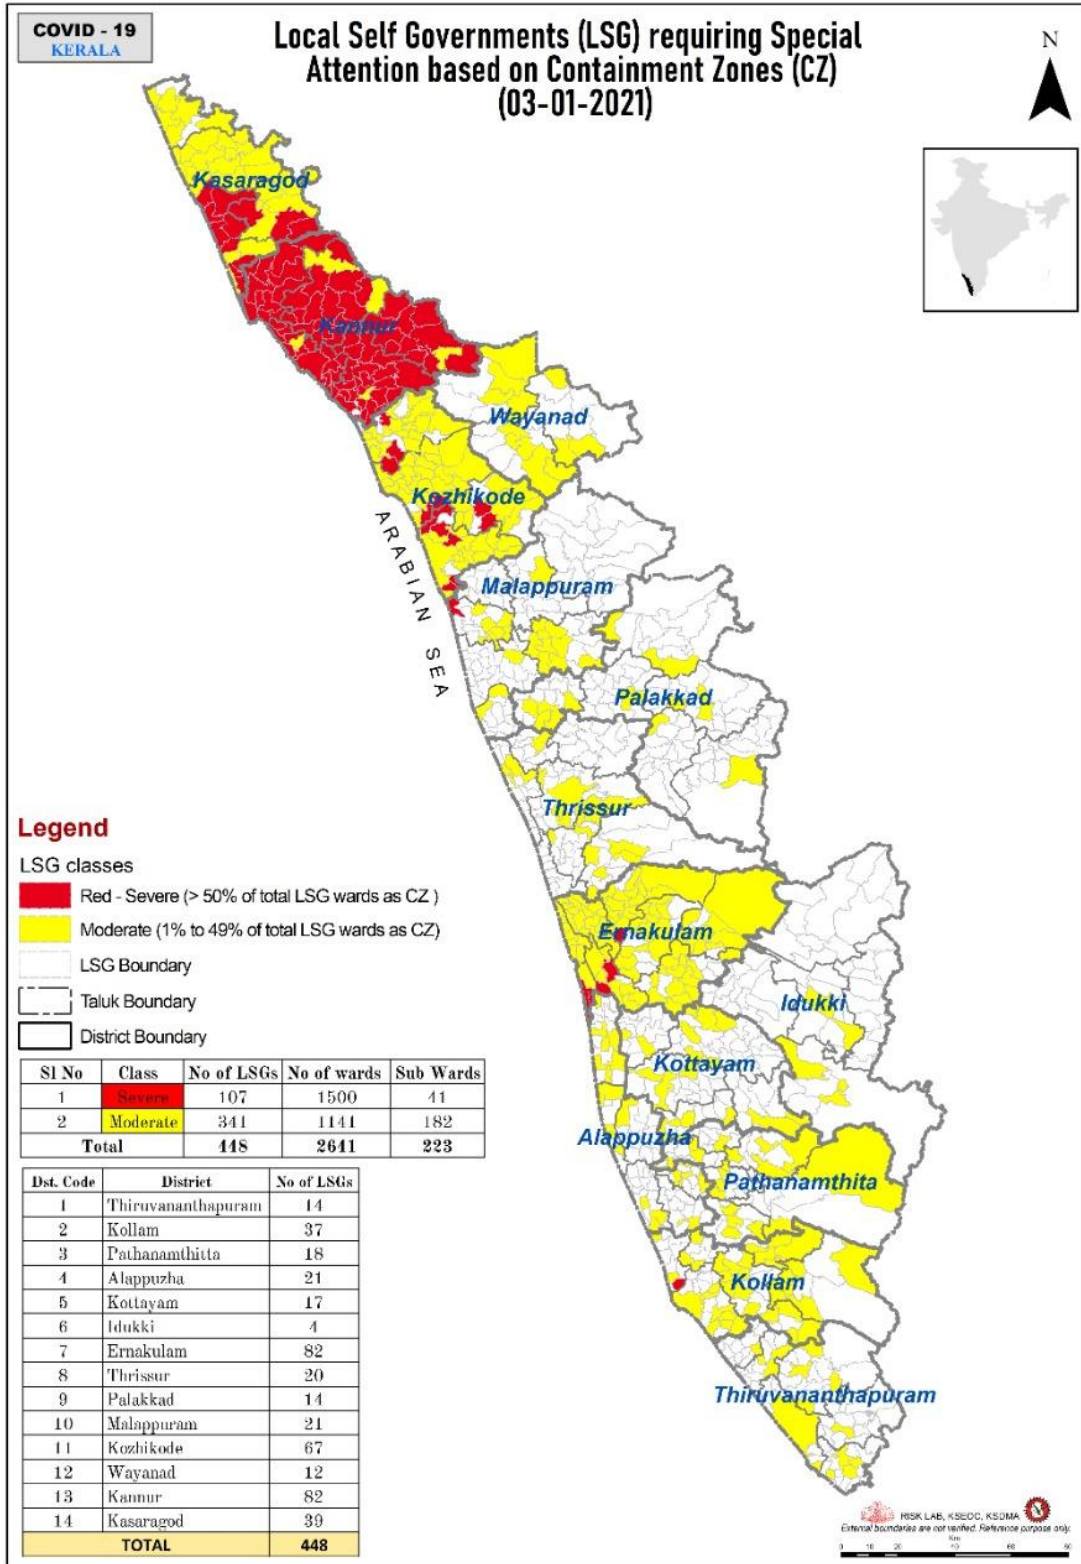 COVID - 19
KERALA
Local Self Governments (LSG) requiring Special
Attention based on Containment Zones (CZ)
(03-01-2021)
N
Kasaragod
Kannur
Wayanad
Kozhikode
ARABIAN SEA
Malappuram
Palakkad
Thrissur
Ernakulam
Idukki
Kottayam
Alappuzha
Pathanamthita
Kollam
Thiruvananthapuram
Legend
LSG classes
Red - Severe (> 50% of total LSG wards as CZ )
Moderate (1% to 49% of total LSG wards as CZ)
LSG Boundary
Taluk Boundary
District Boundary
Sl No Class No of LSGs No of wards Sub Wards
1 Severe 107 1500 41
2 Moderate 341 1141 182
Total 448 2641 223
Dst. Code District No of LSGs
1 Thiruvananthapuram 14
2 Kollam 37
3 Pathanamthitta 18
4 Alappuzha 21
5 Kottayam 17
6 Idukki 4
7 Ernakulam 82
8 Thrissur 20
9 Palakkad 14
10 Malappuram 21
11 Kozhikode 67
12 Wayanad 12
13 Kannur 82
14 Kasaragod 39
TOTAL 448
RISK LAB, KSEOC, KSDMA
External boundaries are not verified. Reference purpose only.
Km
0 10 20 40 60 80